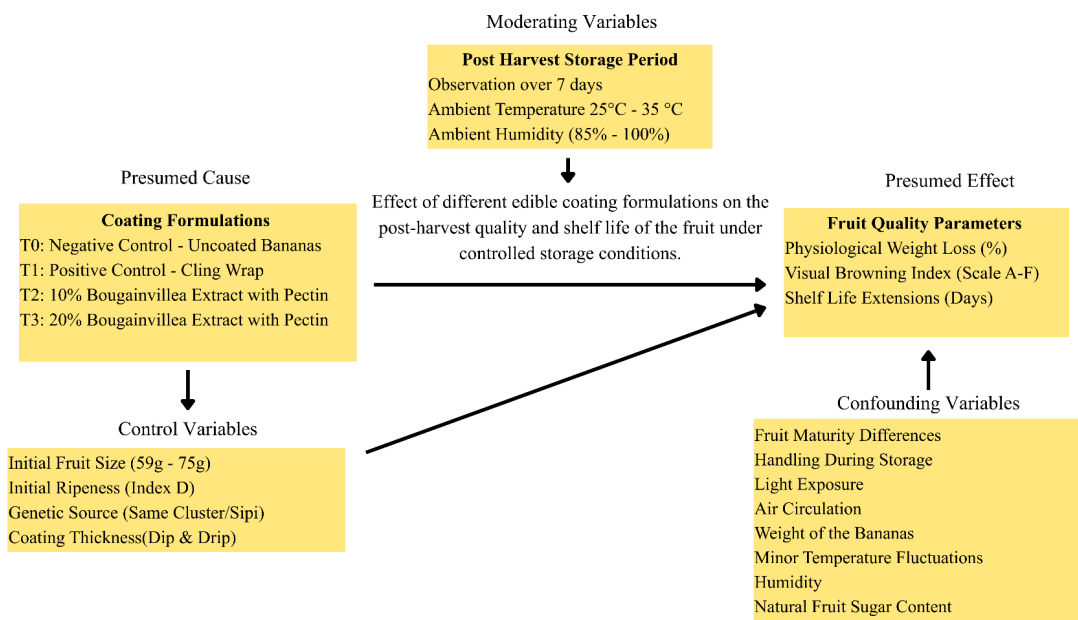 Moderating Variables
Post Harvest Storage Period
Observation over 7 days
Ambient Temperature 25°C - 35 °C
Ambient Humidity (85% - 100%)
Presumed Cause
Coating Formulations
T0: Negative Control - Uncoated Bananas
T1: Positive Control - Cling Wrap
T2: 10% Bougainvillea Extract with Pectin
T3: 20% Bougainvillea Extract with Pectin
Effect of different edible coating formulations on the
post-harvest quality and shelf life of the fruit under
controlled storage conditions.
Presumed Effect
Fruit Quality Parameters
Physiological Weight Loss (%)
Visual Browning Index (Scale A-F)
Shelf Life Extensions (Days)
Control Variables
Initial Fruit Size (59g - 75g)
Initial Ripeness (Index D)
Genetic Source (Same Cluster/Sipi)
Coating Thickness(Dip & Drip)
Confounding Variables
Fruit Maturity Differences
Handling During Storage
Light Exposure
Air Circulation
Weight of the Bananas
Minor Temperature Fluctuations
Humidity
Natural Fruit Sugar Content